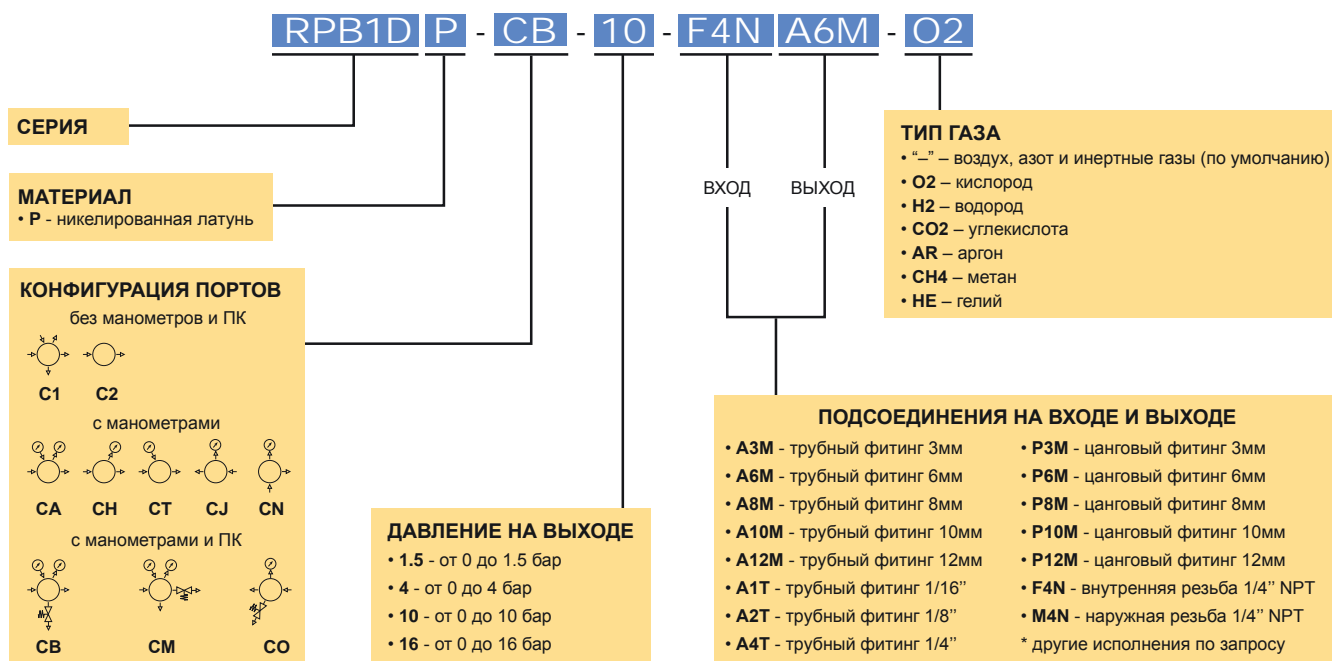 RPB1D P - CB - 10 - F4N A6M - O2
СЕРИЯ
МАТЕРИАЛ
• P - никелированная латунь
КОНФИГУРАЦИЯ ПОРТОВ
без манометров и ПК
C1 C2
с манометрами
CA CH CT CJ CN
с манометрами и ПК
CB CM CO
ДАВЛЕНИЕ НА ВЫХОДЕ
• 1.5 - от 0 до 1.5 бар
• 4 - от 0 до 4 бар
• 10 - от 0 до 10 бар
• 16 - от 0 до 16 бар
ВХОД ВЫХОД
ТИП ГАЗА
• “–” – воздух, азот и инертные газы (по умолчанию)
• O2 – кислород
• H2 – водород
• CO2 – углекислота
• AR – аргон
• CH4 – метан
• HE – гелий
ПОДСОЕДИНЕНИЯ НА ВХОДЕ И ВЫХОДЕ
• A3M - трубный фитинг 3мм
• A6M - трубный фитинг 6мм
• A8M - трубный фитинг 8мм
• A10M - трубный фитинг 10мм
• A12M - трубный фитинг 12мм
• A1T - трубный фитинг 1/16’’
• A2T - трубный фитинг 1/8’’
• A4T - трубный фитинг 1/4’’
• P3M - цанговый фитинг 3мм
• P6M - цанговый фитинг 6мм
• P8M - цанговый фитинг 8мм
• P10M - цанговый фитинг 10мм
• P12M - цанговый фитинг 12мм
• F4N - внутренняя резьба 1/4’’ NPT
• M4N - наружная резьба 1/4’’ NPT
* другие исполнения по запросу